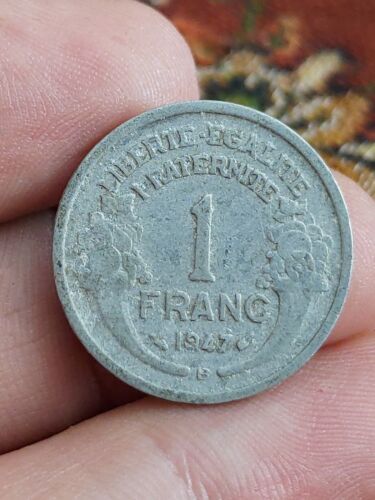 LIBERTE·EGALITE
FRATERNITE
1
FRANC
1947
B